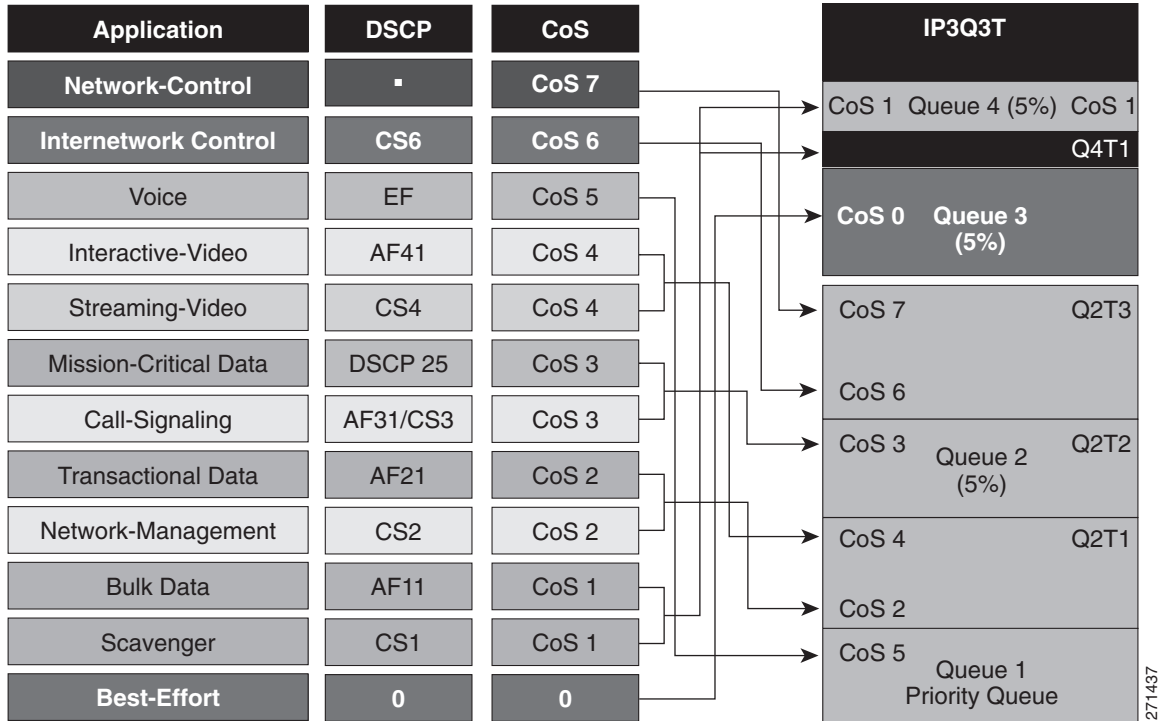 Application DSCP CoS
Network-Control ▪ CoS 7
Internetwork Control CS6 CoS 6
Voice EF CoS 5
Interactive-Video AF41 CoS 4
Streaming-Video CS4 CoS 4
Mission-Critical Data DSCP 25 CoS 3
Call-Signaling AF31/CS3 CoS 3
Transactional Data AF21 CoS 2
Network-Management CS2 CoS 2
Bulk Data AF11 CoS 1
Scavenger CS1 CoS 1
Best-Effort 0 0
IP3Q3T
CoS 1 Queue 4 (5%) CoS 1
Q4T1
CoS 0 Queue 3
(5%)
CoS 7 Q2T3
CoS 6
CoS 3 Queue 2 Q2T2
(5%)
CoS 4 Q2T1
CoS 2
CoS 5 Queue 1
Priority Queue
271437